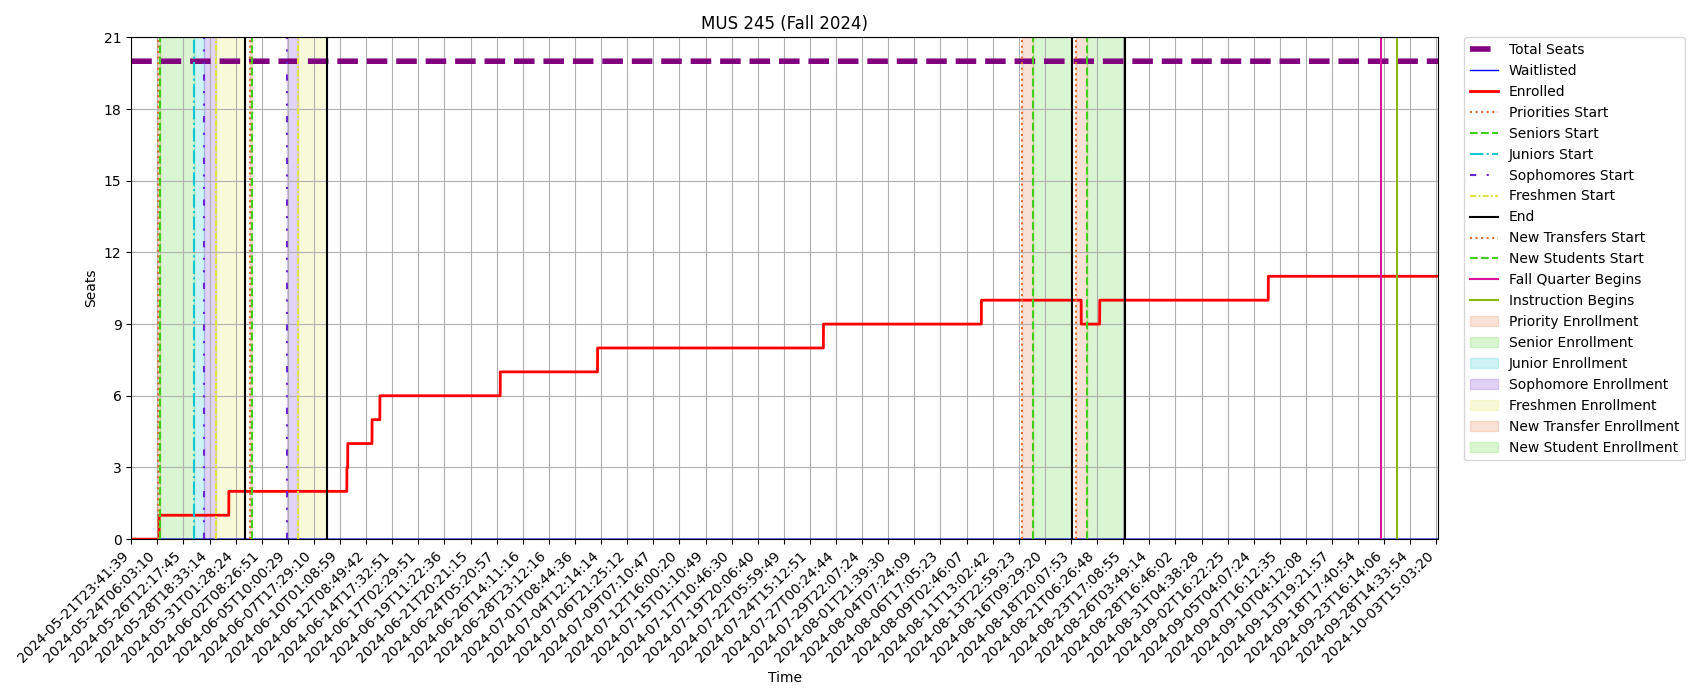 MUS 245 (Fall 2024)
21
18
15
12
9
6
3
0
Seats
2024-05-21T23:41:39
2024-05-24T06:03:10
2024-05-26T12:17:45
2024-05-28T18:33:14
2024-05-31T01:28:24
2024-06-02T08:26:51
2024-06-05T10:00:29
2024-06-07T17:29:10
2024-06-10T01:08:59
2024-06-12T08:49:42
2024-06-14T17:32:51
2024-06-17T00:29:51
2024-06-19T11:22:36
2024-06-21T20:21:15
2024-06-24T05:20:57
2024-06-26T14:11:16
2024-06-28T23:12:16
2024-07-01T08:44:36
2024-07-04T12:14:14
2024-07-06T21:25:12
2024-07-09T07:10:47
2024-07-12T16:00:20
2024-07-15T01:10:49
2024-07-17T10:46:30
2024-07-19T20:06:40
2024-07-22T05:59:49
2024-07-24T15:12:51
2024-07-27T00:24:44
2024-07-29T12:07:24
2024-08-01T21:39:30
2024-08-04T07:24:09
2024-08-06T17:05:23
2024-08-09T02:46:07
2024-08-11T13:02:42
2024-08-13T22:59:23
2024-08-16T09:29:20
2024-08-18T20:07:53
2024-08-21T06:26:48
2024-08-23T17:08:55
2024-08-26T03:49:14
2024-08-28T16:46:02
2024-08-31T04:38:28
2024-09-02T16:22:25
2024-09-05T04:07:24
2024-09-07T16:12:35
2024-09-10T04:12:08
2024-09-13T19:21:57
2024-09-18T17:40:54
2024-09-23T16:14:06
2024-09-28T14:33:54
2024-10-03T15:03:20
Time
Total Seats
Waitlisted
Enrolled
Priorities Start
Seniors Start
Juniors Start
Sophomores Start
Freshmen Start
End
New Transfers Start
New Students Start
Fall Quarter Begins
Instruction Begins
Priority Enrollment
Senior Enrollment
Junior Enrollment
Sophomore Enrollment
Freshmen Enrollment
New Transfer Enrollment
New Student Enrollment